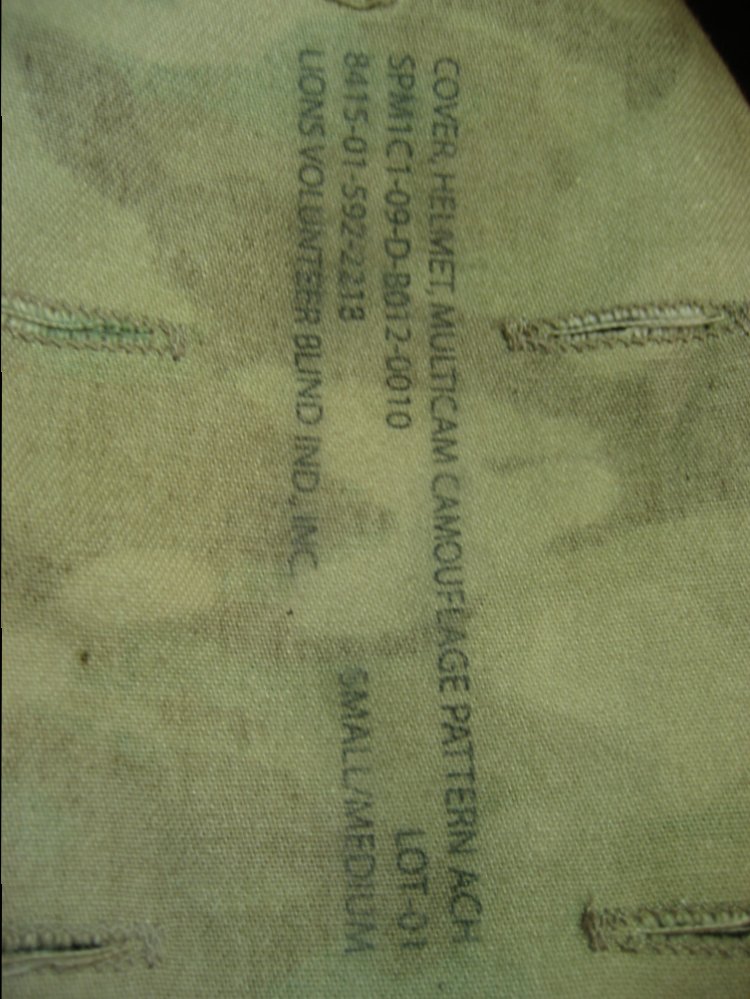 COVER, HELMET, MULTICAM CAMOUFLAGE PATTERN ACH
SPM1C1-09-D-B012-0010 LOT-01
8415-01-592-2218 SMALL/MEDIUM
LIONS VOLUNTEER BLIND IND., INC